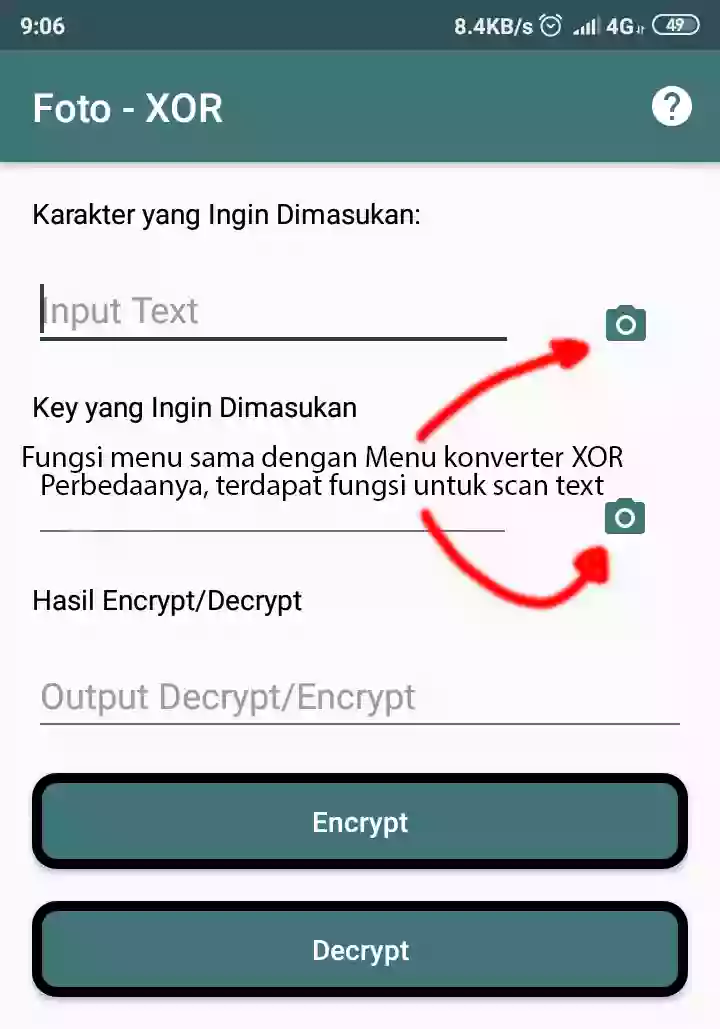 9:06
8.4KB/s 4G 49
Foto - XOR
?
Karakter yang Ingin Dimasukan:
Input Text
Key yang Ingin Dimasukan
Fungsi menu sama dengan Menu konverter XOR
Perbedaanya, terdapat fungsi untuk scan text
Hasil Encrypt/Decrypt
Output Decrypt/Encrypt
Encrypt
Decrypt